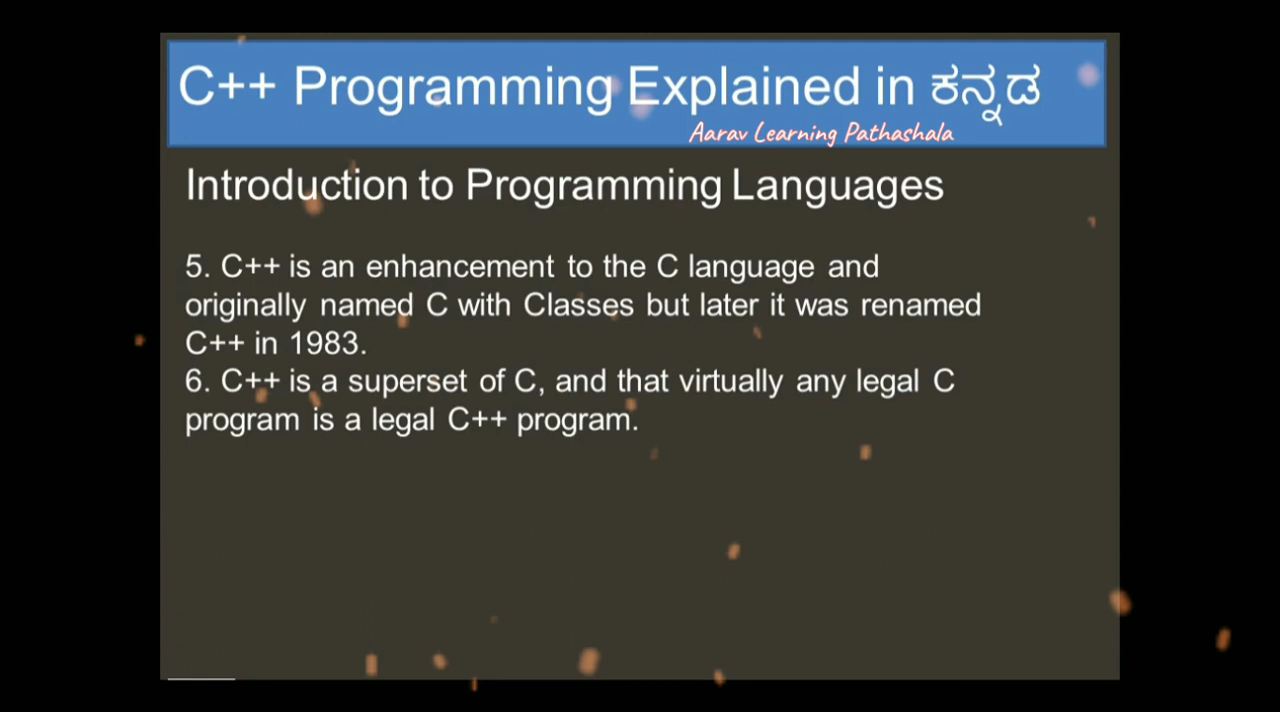 C++ Programming Explained in ಕನ್ನಡ
Aarav Learning Pathashala
Introduction to Programming Languages
5. C++ is an enhancement to the C language and
originally named C with Classes but later it was renamed
C++ in 1983.
6. C++ is a superset of C, and that virtually any legal C
program is a legal C++ program.